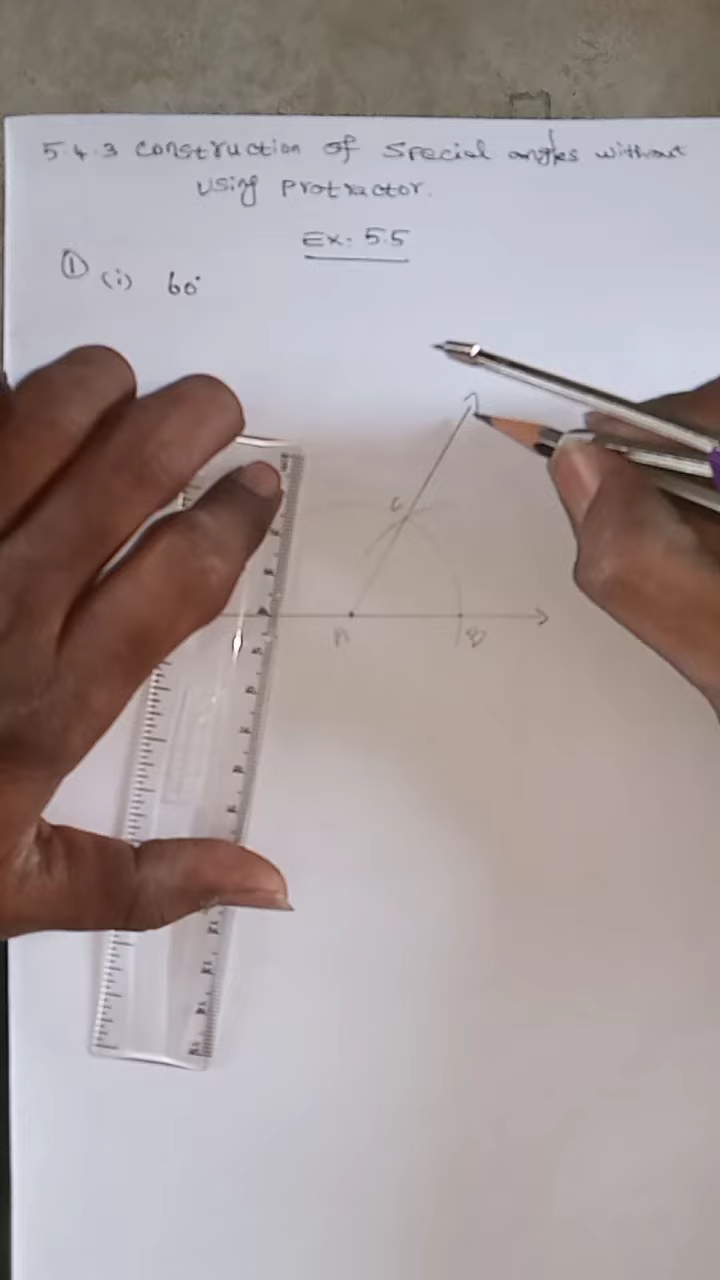 5.4.3 Construction of Special angles without
using Protractor.
Ex: 5.5
① (i) 60°
C
A B